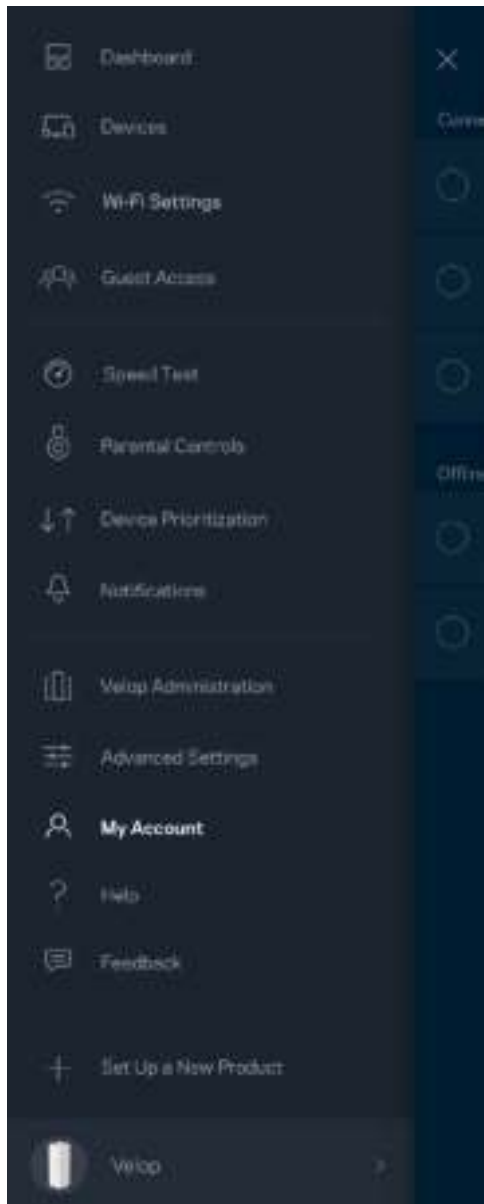 Dashboard
Devices
Wi-Fi Settings
Guest Access
Speed Test
Parental Controls
Device Prioritization
Notifications
Velop Administration
Advanced Settings
My Account
Help
Feedback
Set Up a New Product
Velop